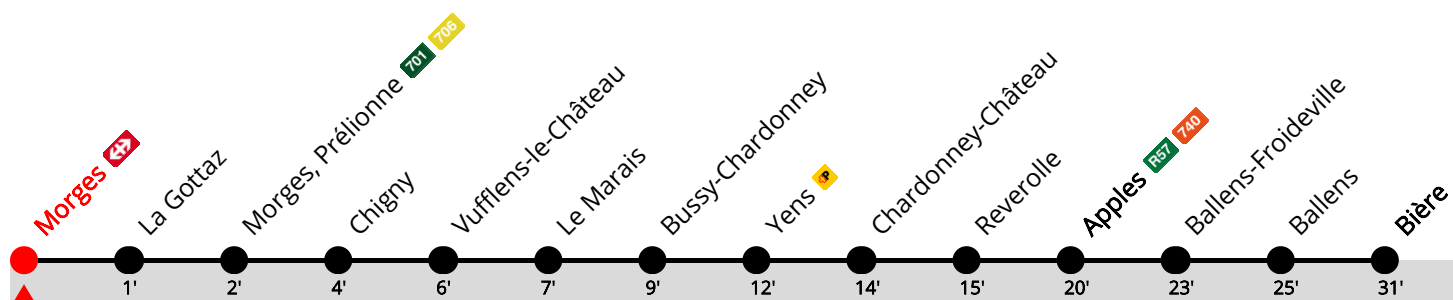 Morges
La Gottaz
Morges, Prélionne 701 706
Chigny
Vufflens-le-Château
Le Marais
Bussy-Chardonney
Yens P
Chardonney-Château
Reverolle
Apples R57 740
Ballens-Froideville
Ballens
Bière
1' 2' 4' 6' 7' 9' 12' 14' 15' 20' 23' 25' 31'